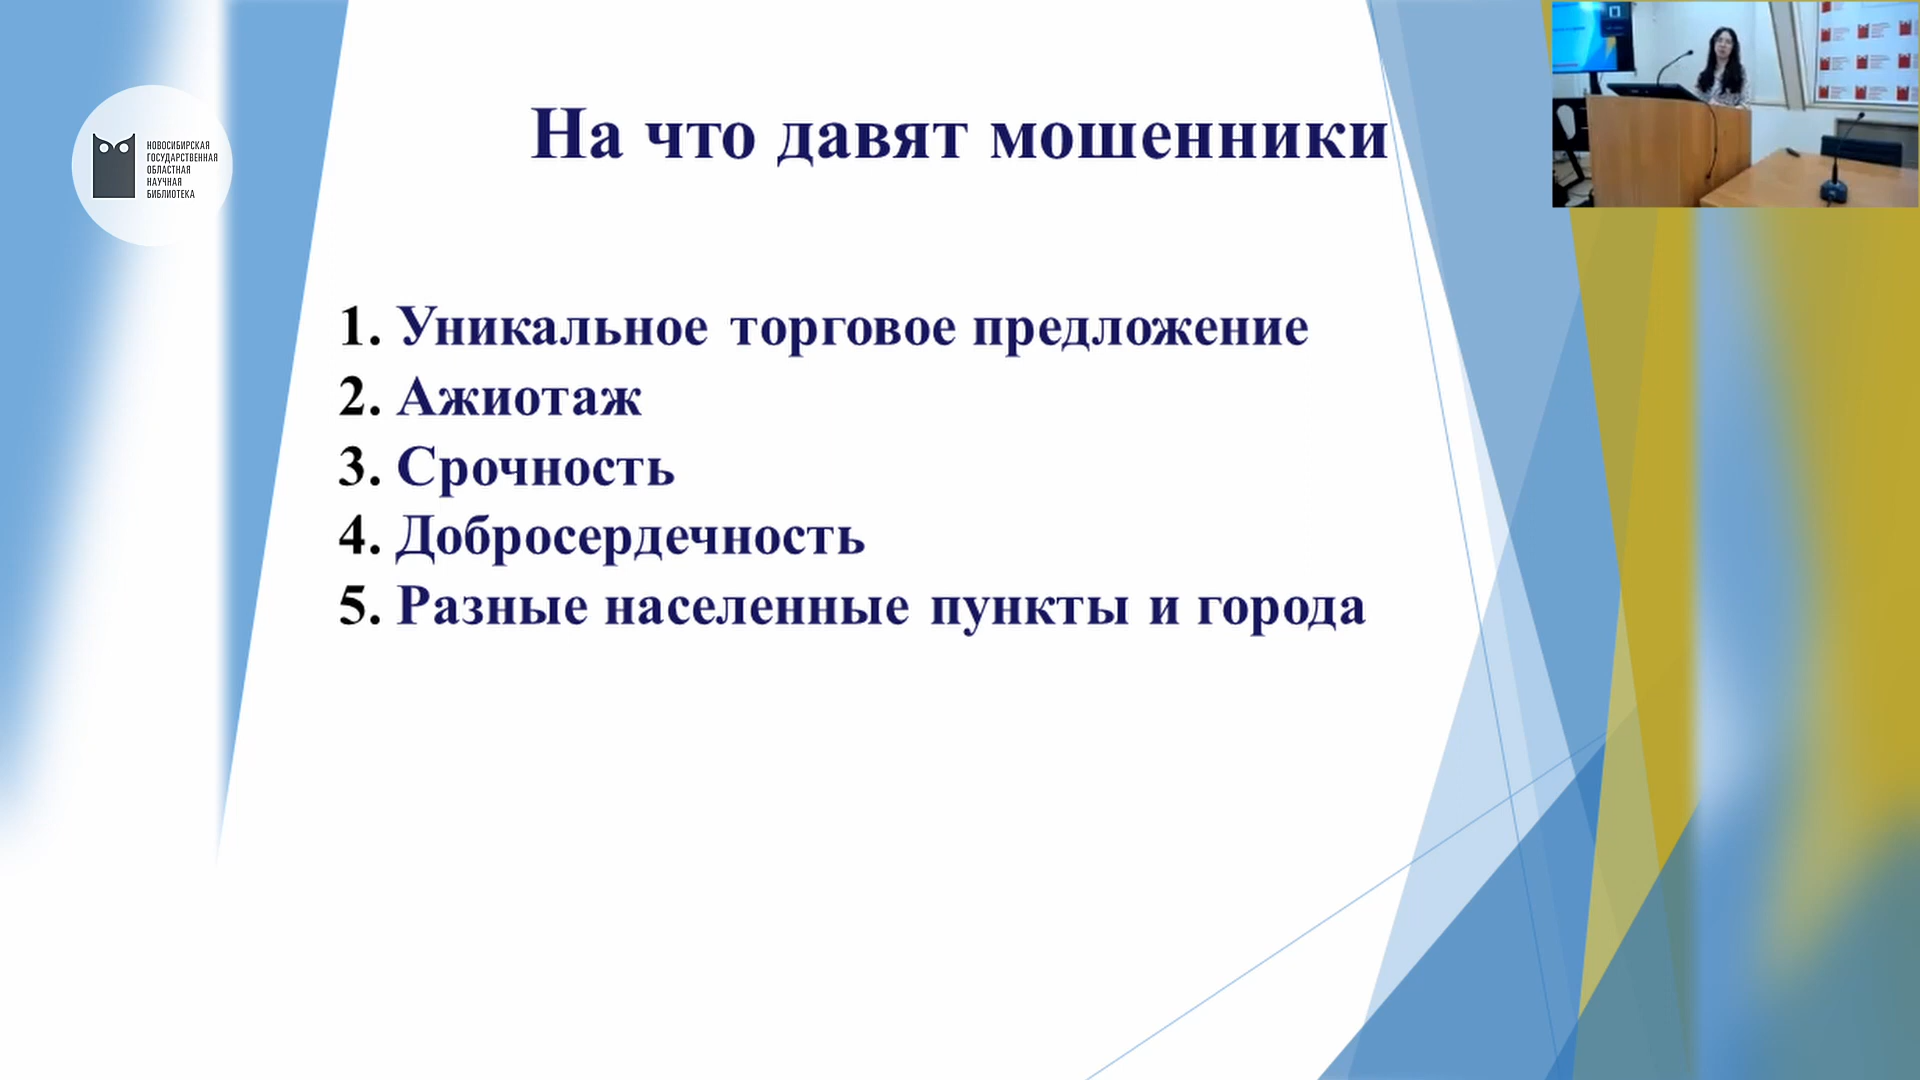 НОВОСИБИРСКАЯ
ГОСУДАРСТВЕННАЯ
ОБЛАСТНАЯ
НАУЧНАЯ
БИБЛИОТЕКА
На что давят мошенники
1. Уникальное торговое предложение
2. Ажиотаж
3. Срочность
4. Добросердечность
5. Разные населенные пункты и города